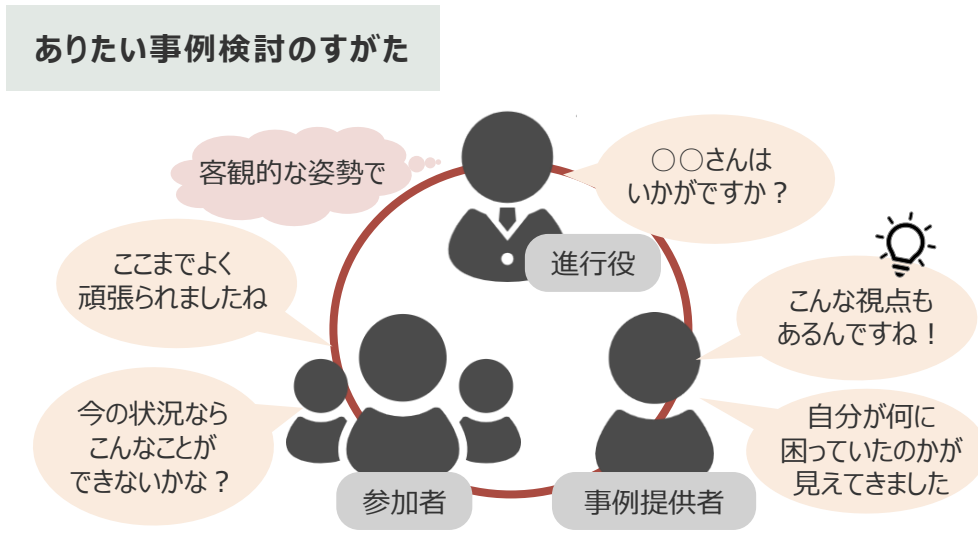 ありたい事例検討のすがた
客観的な姿勢で
○○さんは
いかがですか？
進行役
ここまでよく
頑張られましたね
こんな視点も
あるんですね！
今の状況なら
こんなことが
できないかな？
自分が何に
困っていたのかが
見えてきました
参加者
事例提供者